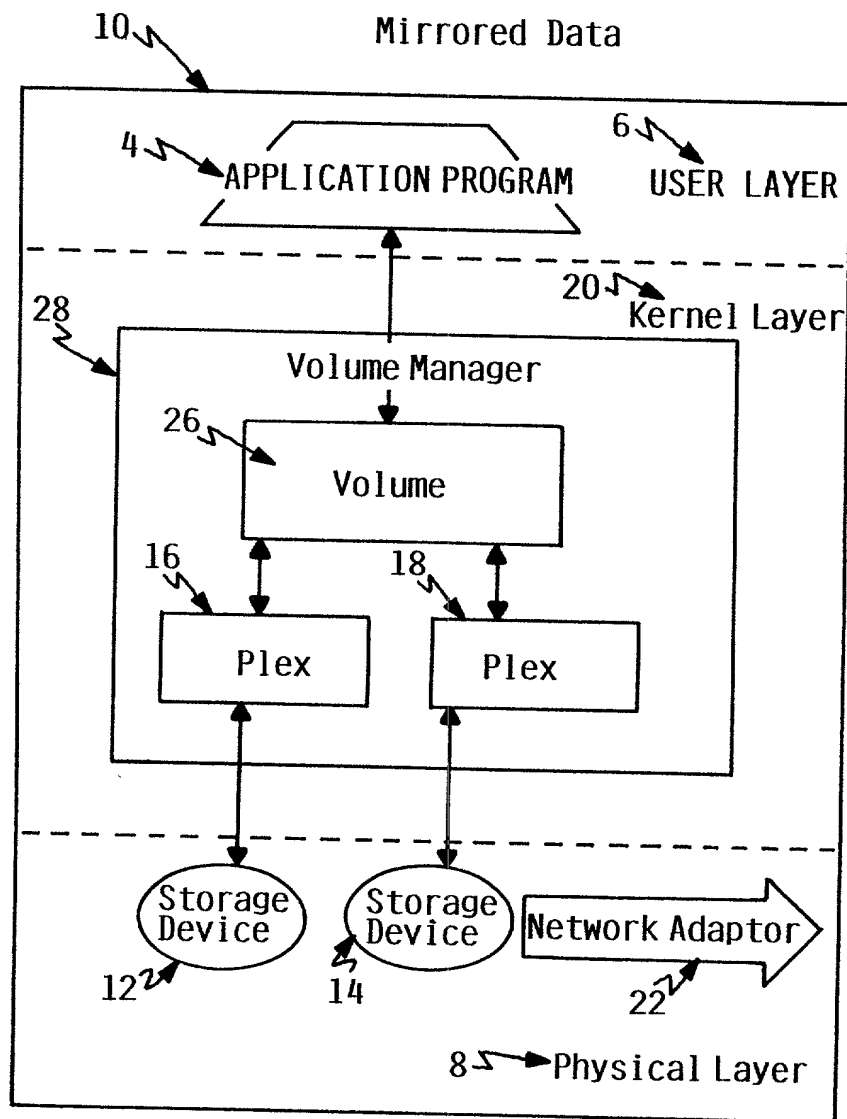 10
Mirrored Data
4
APPLICATION PROGRAM
6
USER LAYER
20
Kernel Layer
28
Volume Manager
26
Volume
16
18
Plex
Plex
Storage
Device
Storage
Device
Network Adaptor
12
14
22
8
Physical Layer